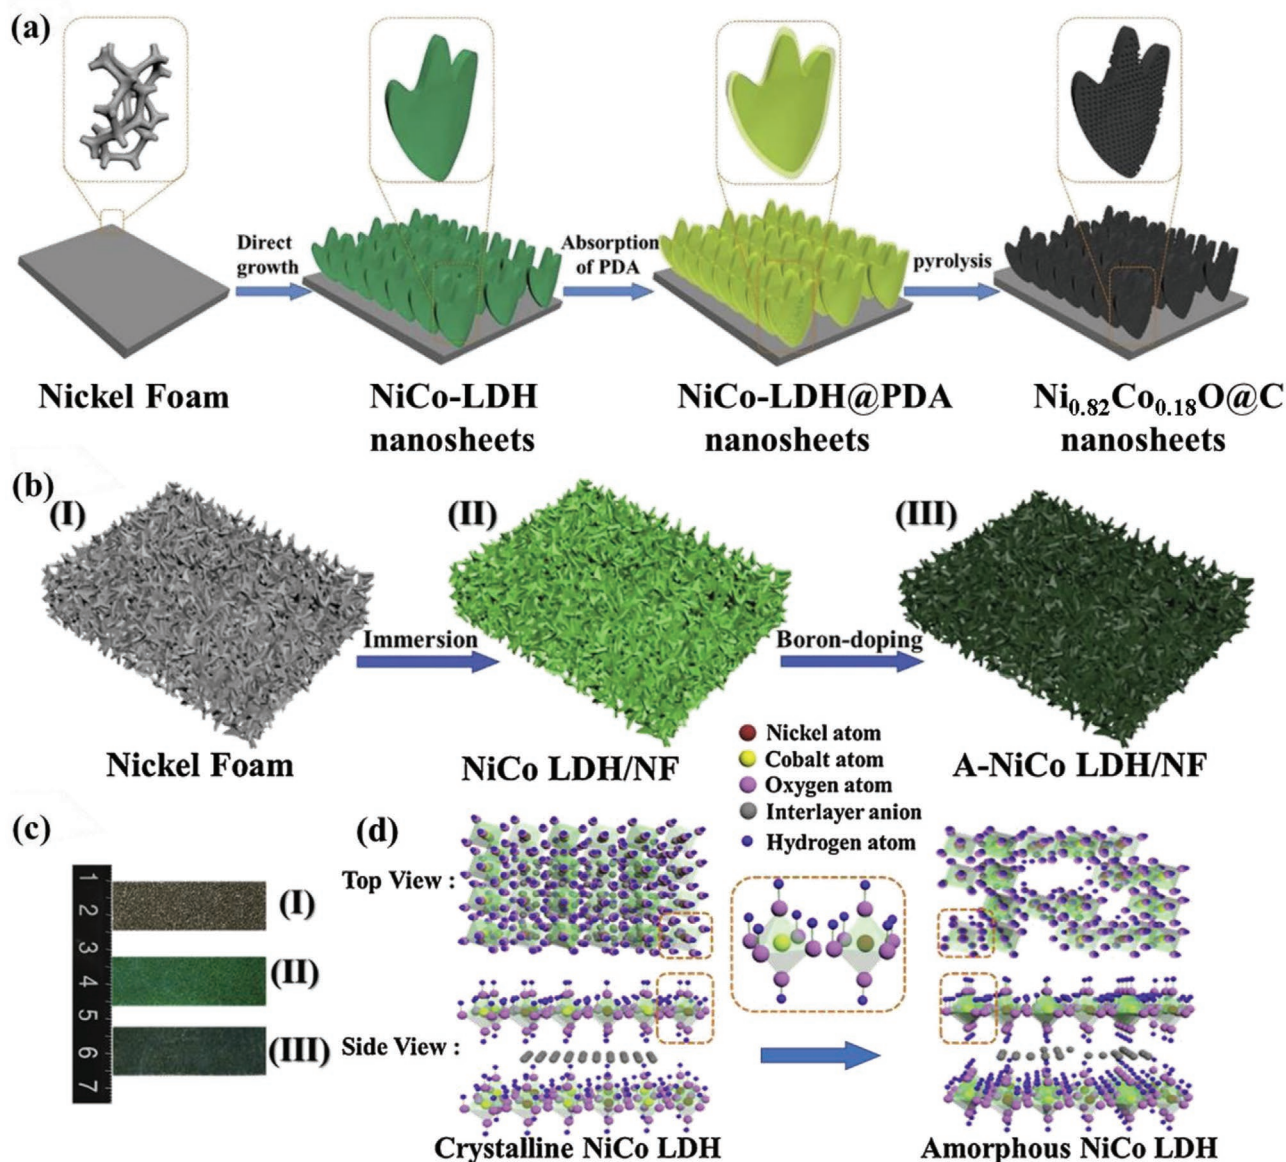 (a)
Direct
growth
Absorption
of PDA
pyrolysis
Nickel Foam
NiCo-LDH
nanosheets
NiCo-LDH@PDA
nanosheets
Ni0.82Co0.18O@C
nanosheets
(b)
(I)
(II)
(III)
Immersion
Boron-doping
Nickel Foam
NiCo LDH/NF
A-NiCo LDH/NF
Nickel atom
Cobalt atom
Oxygen atom
Interlayer anion
Hydrogen atom
(c)
1
2
3
4
5
6
7
(I)
(II)
(III)
(d)
Top View :
Side View :
Crystalline NiCo LDH
Amorphous NiCo LDH